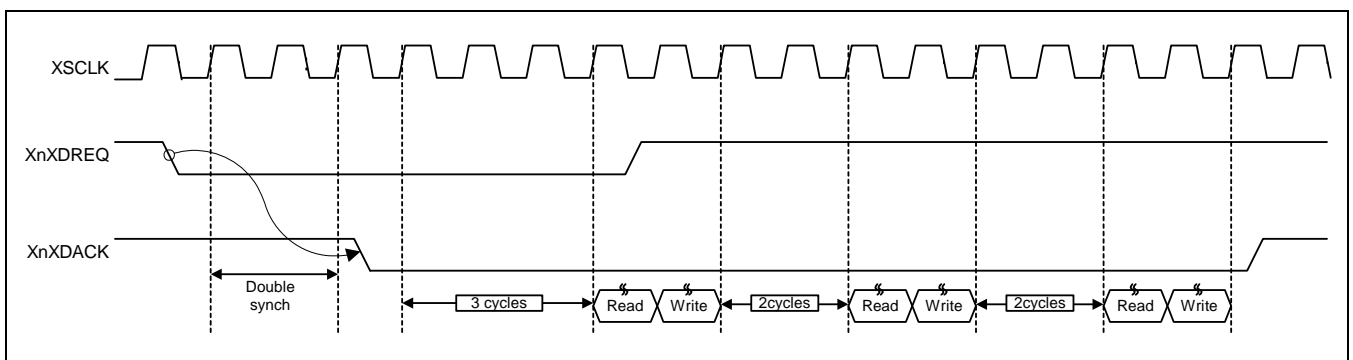 XSCLK
XnXDREQ
XnXDACK
Double
synch
3 cycles
Read
Write
2cycles
Read
Write
2cycles
Read
Write